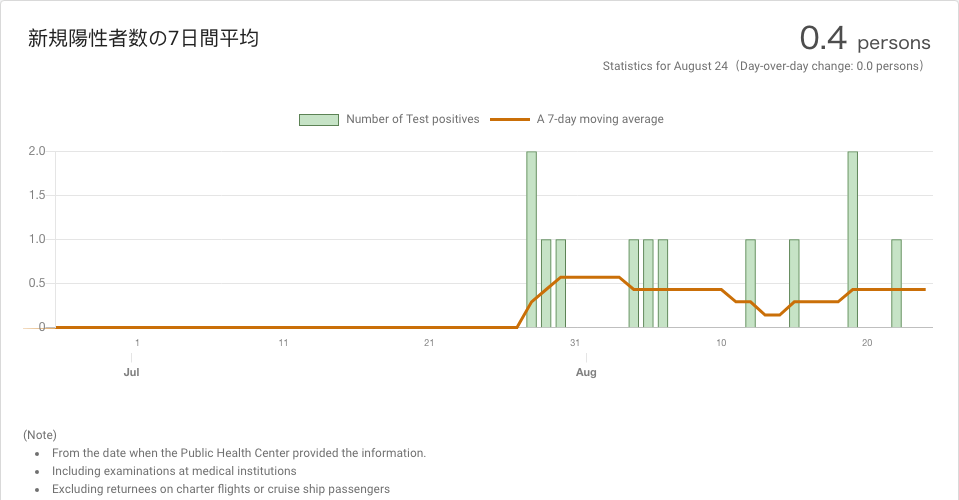 新規陽性者数の7日間平均
0.4 persons
Statistics for August 24（Day-over-day change: 0.0 persons）
Number of Test positives
A 7-day moving average
2.0
1.5
1.0
0.5
0
1 11 21 31 10 20
Jul Aug
(Note)
• From the date when the Public Health Center provided the information.
• Including examinations at medical institutions
• Excluding returnees on charter flights or cruise ship passengers